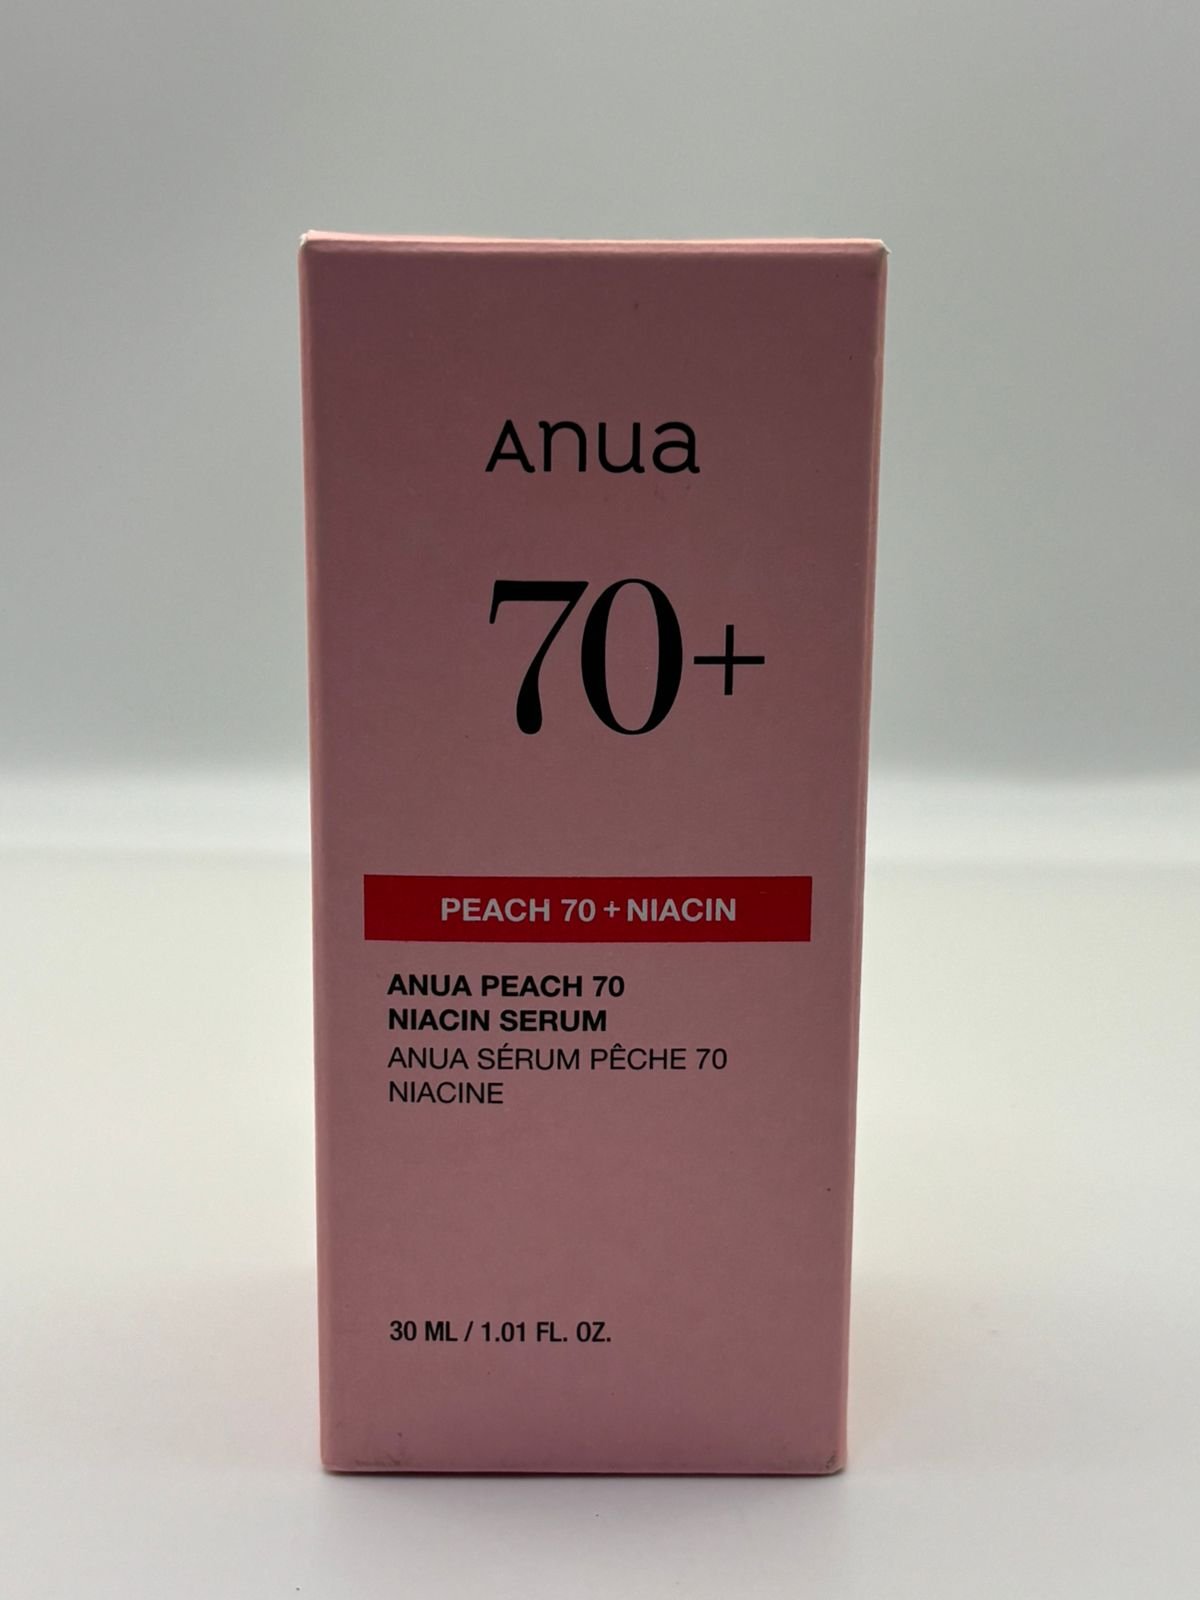 Anua
70+
PEACH 70 + NIACIN
ANUA PEACH 70
NIACIN SERUM
ANUA SÉRUM PÊCHE 70
NIACINE
30 ML / 1.01 FL. OZ.